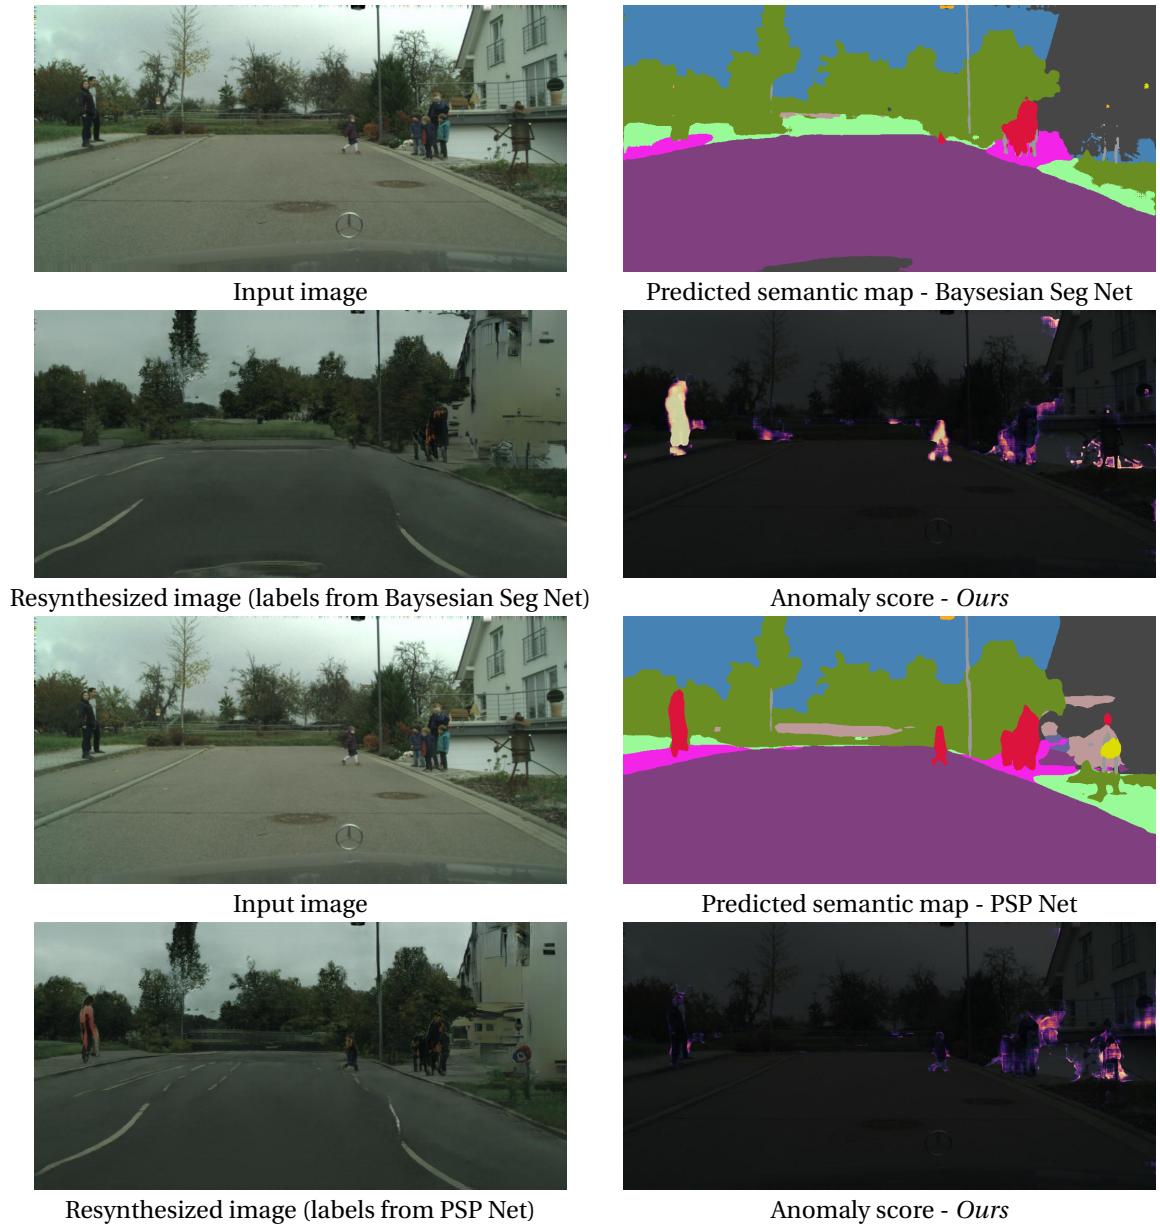 Input image
Predicted semantic map - Baysesian Seg Net
Resynthesized image (labels from Baysesian Seg Net)
Anomaly score - Ours
Input image
Predicted semantic map - PSP Net
Resynthesized image (labels from PSP Net)
Anomaly score - Ours